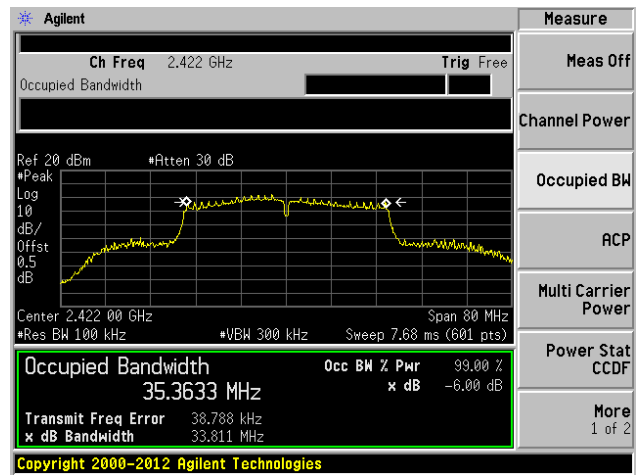 Agilent
Measure
Ch Freq 2.422 GHz Trig Free
Meas Off
Occupied Bandwidth
Channel Power
Ref 20 dBm #Atten 30 dB
#Peak
Log
10
dB/
Offst
0.5
dB
Occupied BW
ACP
Center 2.422 00 GHz Span 80 MHz
#Res BW 100 kHz #VBW 300 kHz Sweep 7.68 ms (601 pts)
Multi Carrier
Power
Occupied Bandwidth Occ BW % Pwr 99.00 %
35.3633 MHz x dB -6.00 dB
Power Stat
CCDF
Transmit Freq Error 38.788 kHz
x dB Bandwidth 33.811 MHz
More
1 of 2
Copyright 2000-2012 Agilent Technologies